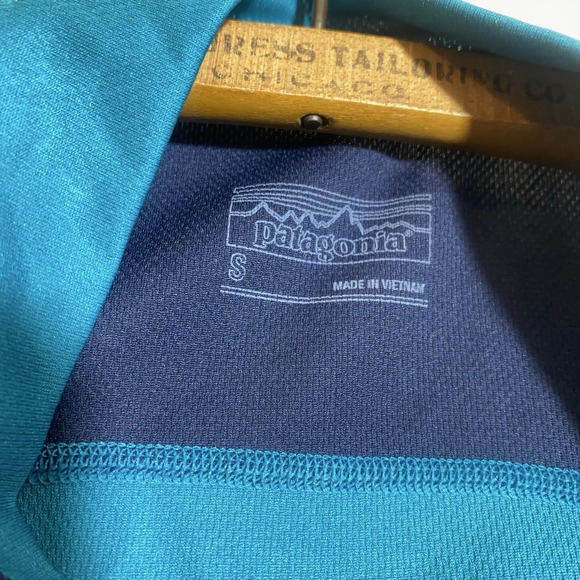 RESS TAILORING CO
CHICAGO
patagonia®
S
MADE IN VIETNAM